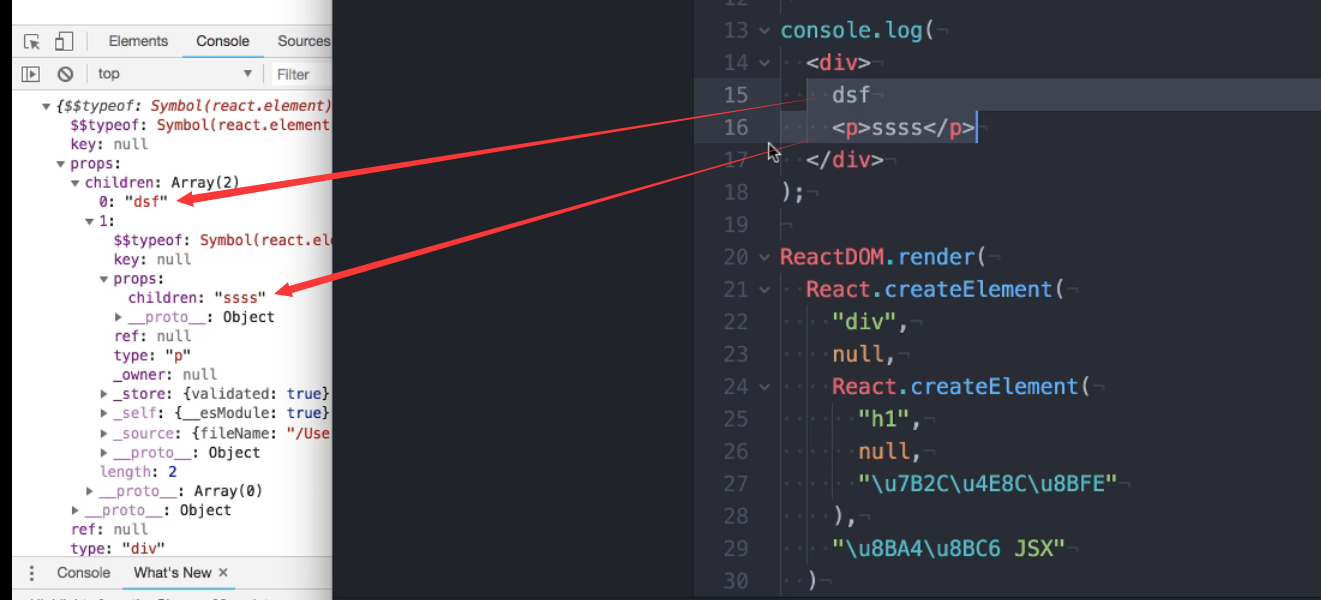 Elements Console Sources
top Filter
{$$typeof: Symbol(react.element)
$$typeof: Symbol(react.element
key: null
props:
children: Array(2)
0: "dsf"
1:
$$typeof: Symbol(react.el
key: null
props:
children: "ssss"
__proto__: Object
ref: null
type: "p"
_owner: null
_store: {validated: true}
_self: {__esModule: true}
_source: {fileName: "/Use
__proto__: Object
length: 2
__proto__: Array(0)
__proto__: Object
ref: null
type: "div"
Console What's New ×
12
13 console.log(
14 <div>
15 dsf
16 <p>ssss</p>
17 </div>
18 );
19
20 ReactDOM.render(
21 React.createElement(
22 "div",
23 null,
24 React.createElement(
25 "h1",
26 null,
27 "\u7B2C\u4E8C\u8BFE"
28 ),
29 "\u8BA4\u8BC6 JSX"
30 )